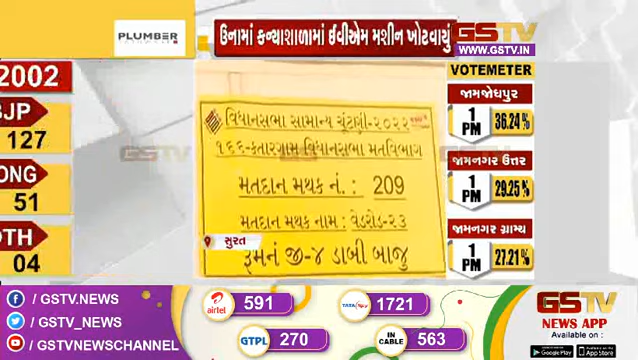 PLUMBER
ઉનામાં કન્યાશાળામાં ઈવીએમ મશીન ખોટવાયું
GSTV
WWW.GSTV.IN
2002
BJP
127
ONG
51
OTH
04
વિધાનસભા સામાન્ય ચૂંટણી-૨૦૨૨
૧૬૬-કતારગામ વિધાનસભા મતવિભાગ
મતદાન મથક નં. : 209
મતદાન મથક નામ : વેડરોડ-૨૩
રૂમનં જી-૪ ડાબી બાજુ
સુરત
GSTV
GSTV
VOTEMETER
જામજોધપુર
1 PM 36.24%
જામનગર ઉત્તર
1 PM 29.25%
જામનગર ગ્રામ્ય
1 PM 27.21%
/ GSTV.NEWS
/ GSTV_NEWS
/ GSTVNEWSCHANNEL
airtel 591
TATA Play 1721
GTPL 270
IN CABLE 563
GSTV
NEWS APP
Available on :
Google Play
App Store